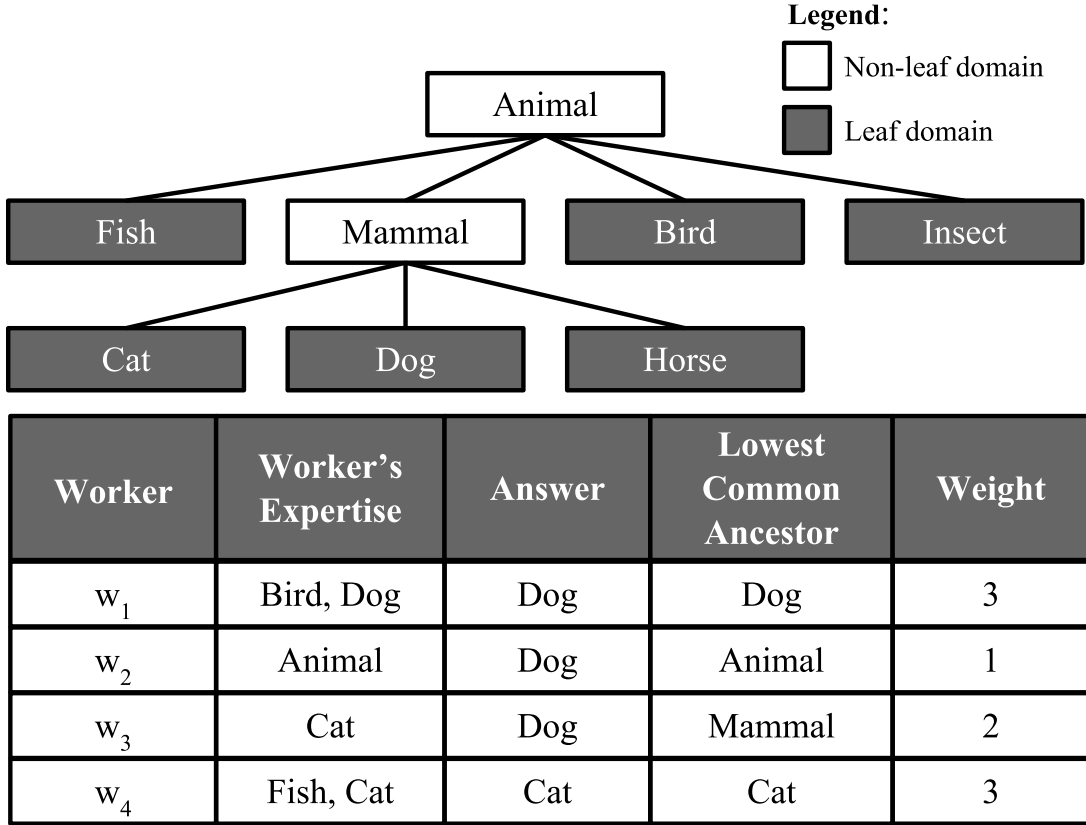 Legend:
Non-leaf domain
Leaf domain
Animal
Fish Mammal Bird Insect
Cat Dog Horse
Worker Worker's Expertise Answer Lowest Common Ancestor Weight
w1 Bird, Dog Dog Dog 3
w2 Animal Dog Animal 1
w3 Cat Dog Mammal 2
w4 Fish, Cat Cat Cat 3